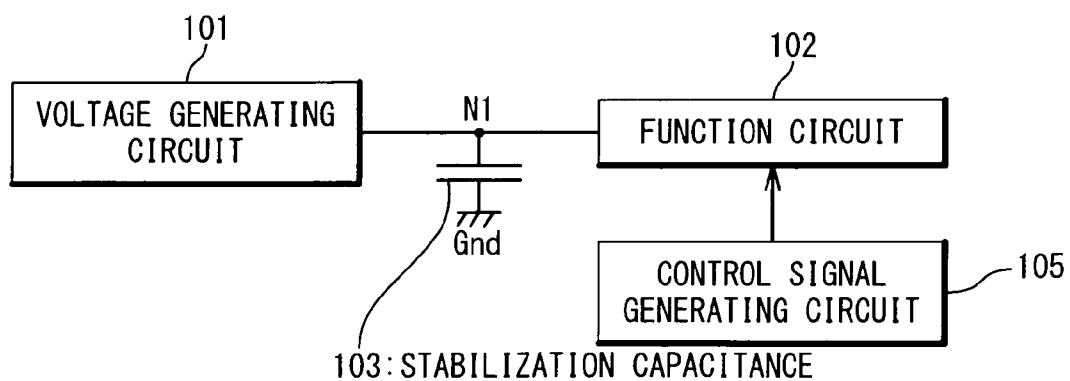 101
102
VOLTAGE GENERATING
CIRCUIT
N1
FUNCTION CIRCUIT
Gnd
CONTROL SIGNAL
GENERATING CIRCUIT
105
103:STABILIZATION CAPACITANCE